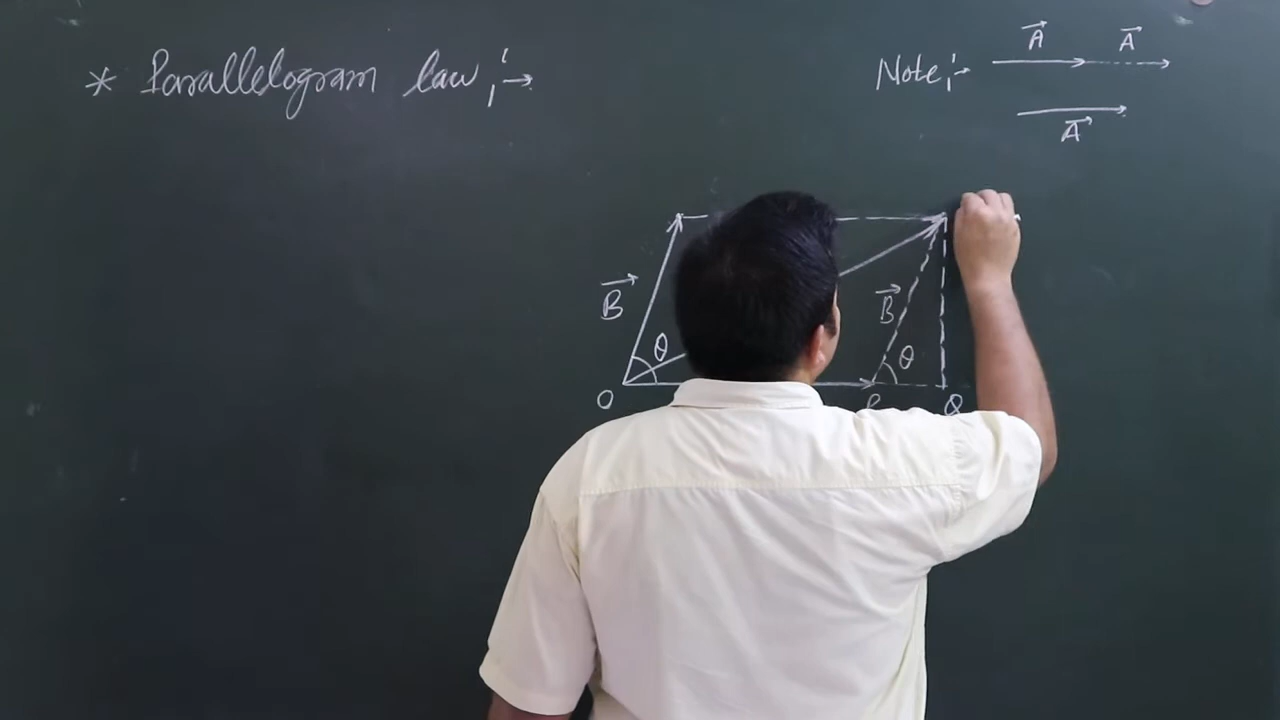 * Parallelogram law :→
Note :- A A
A
B
B
θ θ
O P Q